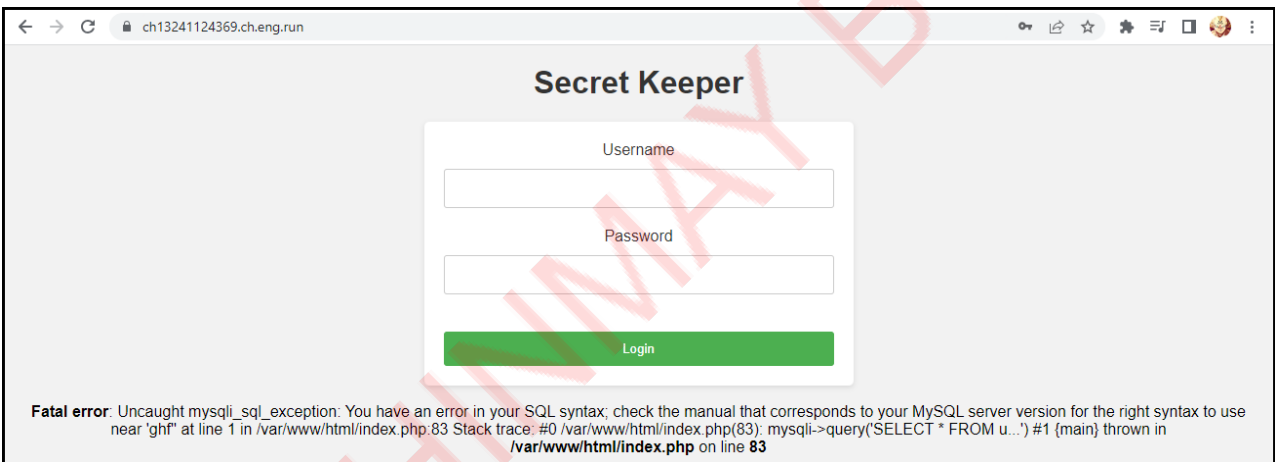 ch13241124369.ch.eng.run
Secret Keeper
Username
Password
Login
Fatal error: Uncaught mysqli_sql_exception: You have an error in your SQL syntax; check the manual that corresponds to your MySQL server version for the right syntax to use
near 'ghf'' at line 1 in /var/www/html/index.php:83 Stack trace: #0 /var/www/html/index.php(83): mysqli->query('SELECT * FROM u...') #1 {main} thrown in
/var/www/html/index.php on line 83
HINMAY B